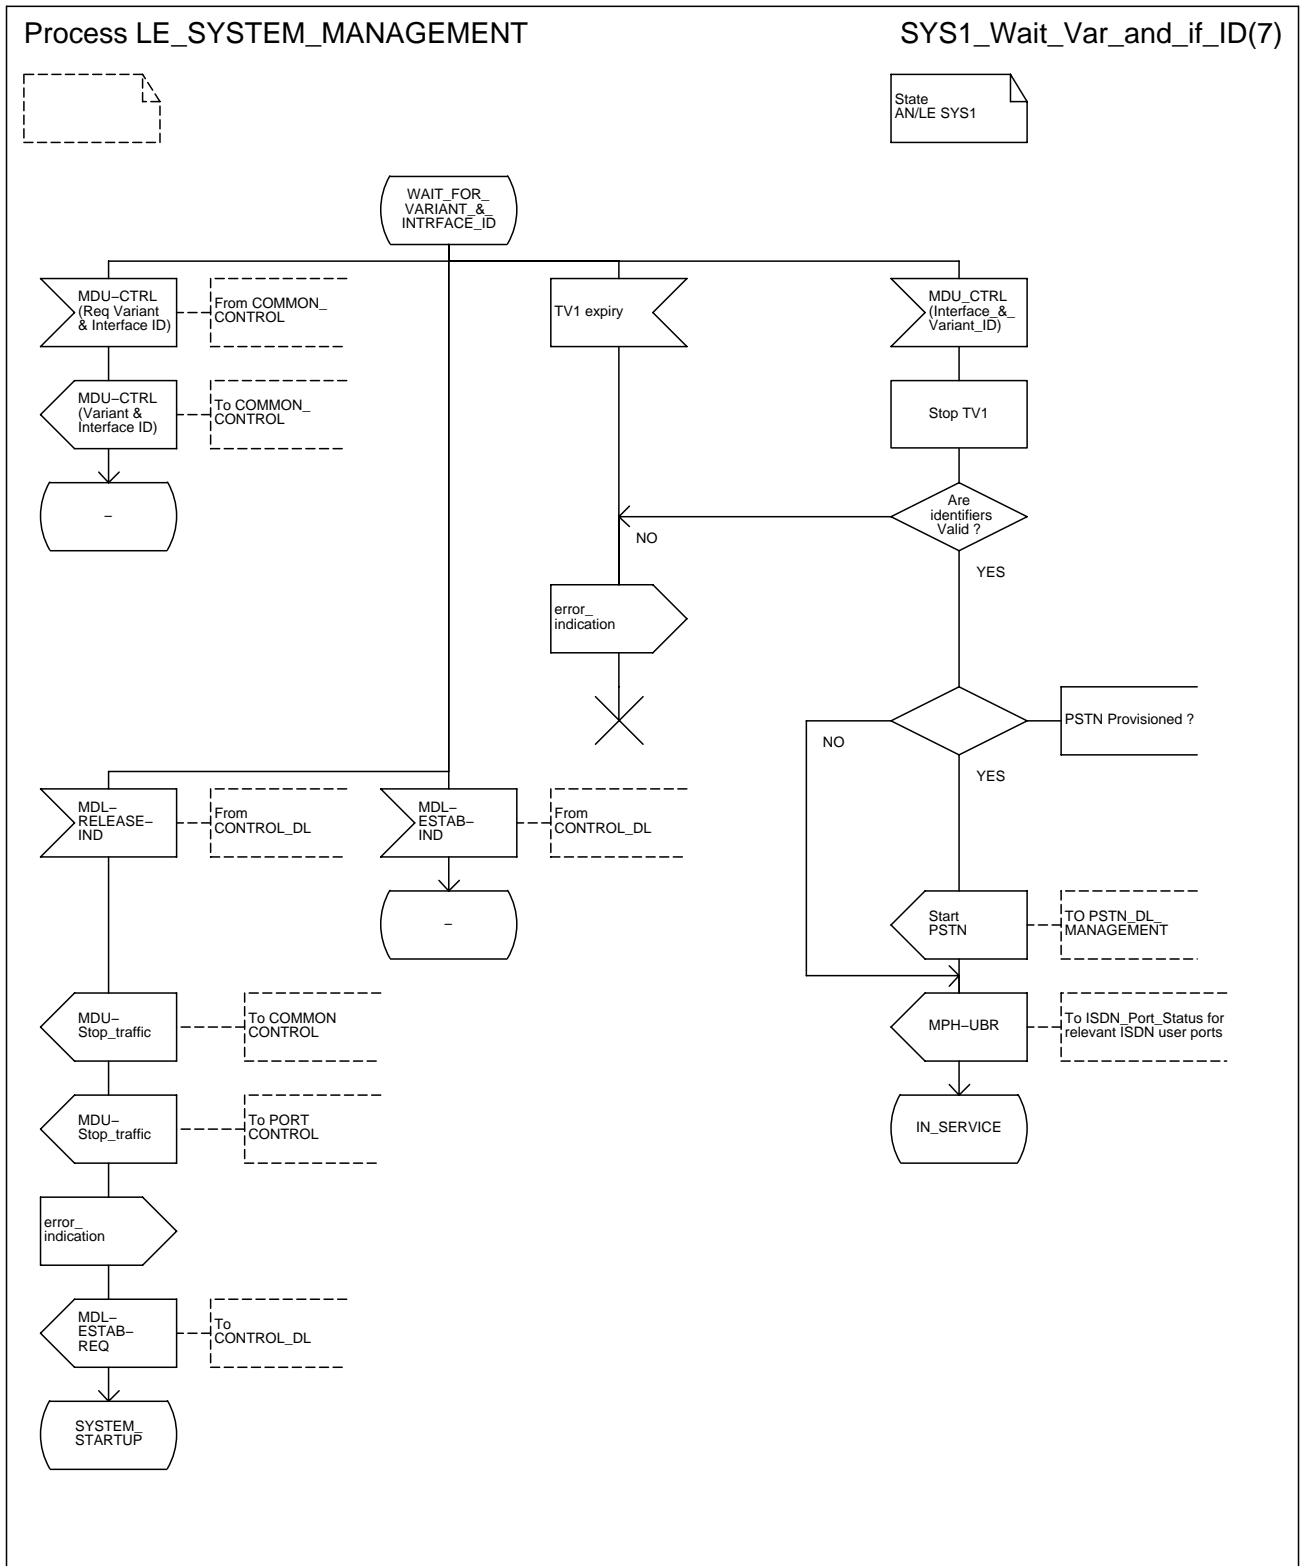 Process LE_SYSTEM_MANAGEMENT
SYS1_Wait_Var_and_if_ID(7)
State
AN/LE SYS1
WAIT_FOR_
VARIANT_&_
INTRFACE_ID
MDU–CTRL
(Req Variant
& Interface ID)
From COMMON_
CONTROL
TV1 expiry
MDU_CTRL
(Interface_&_
Variant_ID)
MDU–CTRL
(Variant &
Interface ID)
To COMMON_
CONTROL
Stop TV1
–
Are
identifiers
Valid ?
NO
YES
error_
indication
PSTN Provisioned ?
NO
YES
MDL–
RELEASE–
IND
From
CONTROL_DL
MDL–
ESTAB–
IND
From
CONTROL_DL
–
Start
PSTN
TO PSTN_DL_
MANAGEMENT
MDU–
Stop_traffic
To COMMON
CONTROL
MPH–UBR
To ISDN_Port_Status for
relevant ISDN user ports
MDU–
Stop_traffic
To PORT
CONTROL
IN_SERVICE
error_
indication
MDL–
ESTAB–
REQ
To
CONTROL_DL
SYSTEM_
STARTUP